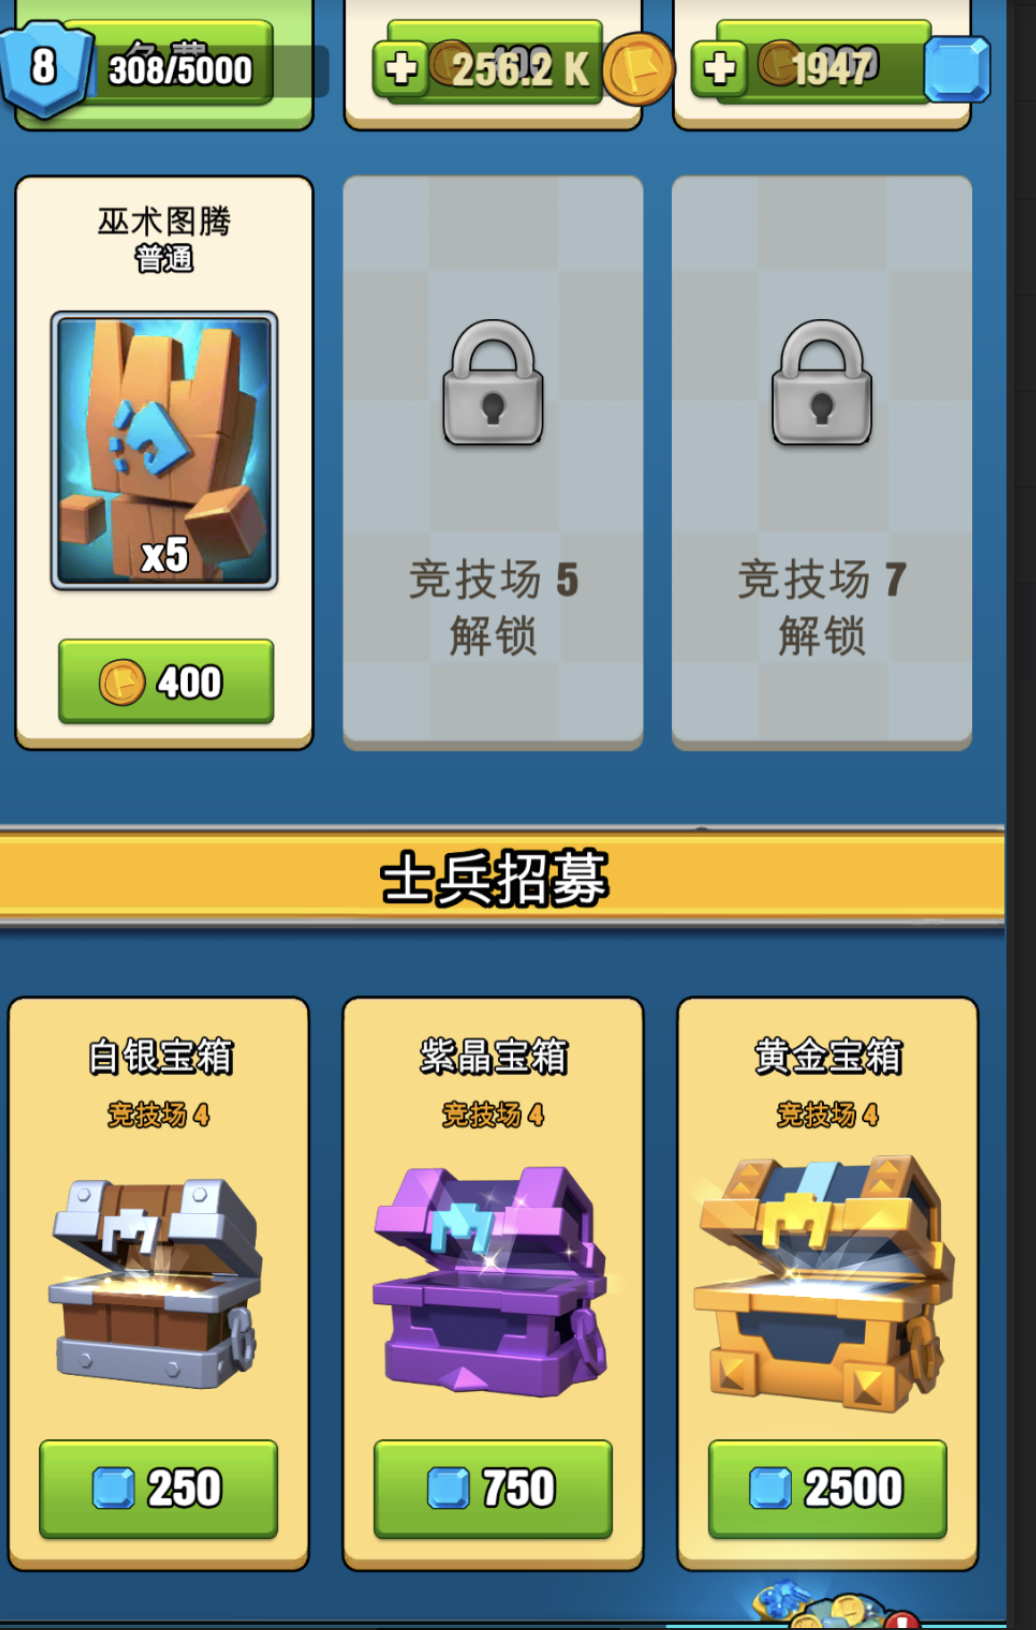 8
308/5000
256.2 K
1947
巫术图腾
普通
x5
400
竞技场 5
解锁
竞技场 7
解锁
士兵招募
白银宝箱
竞技场 4
250
紫晶宝箱
竞技场 4
750
黄金宝箱
竞技场 4
2500